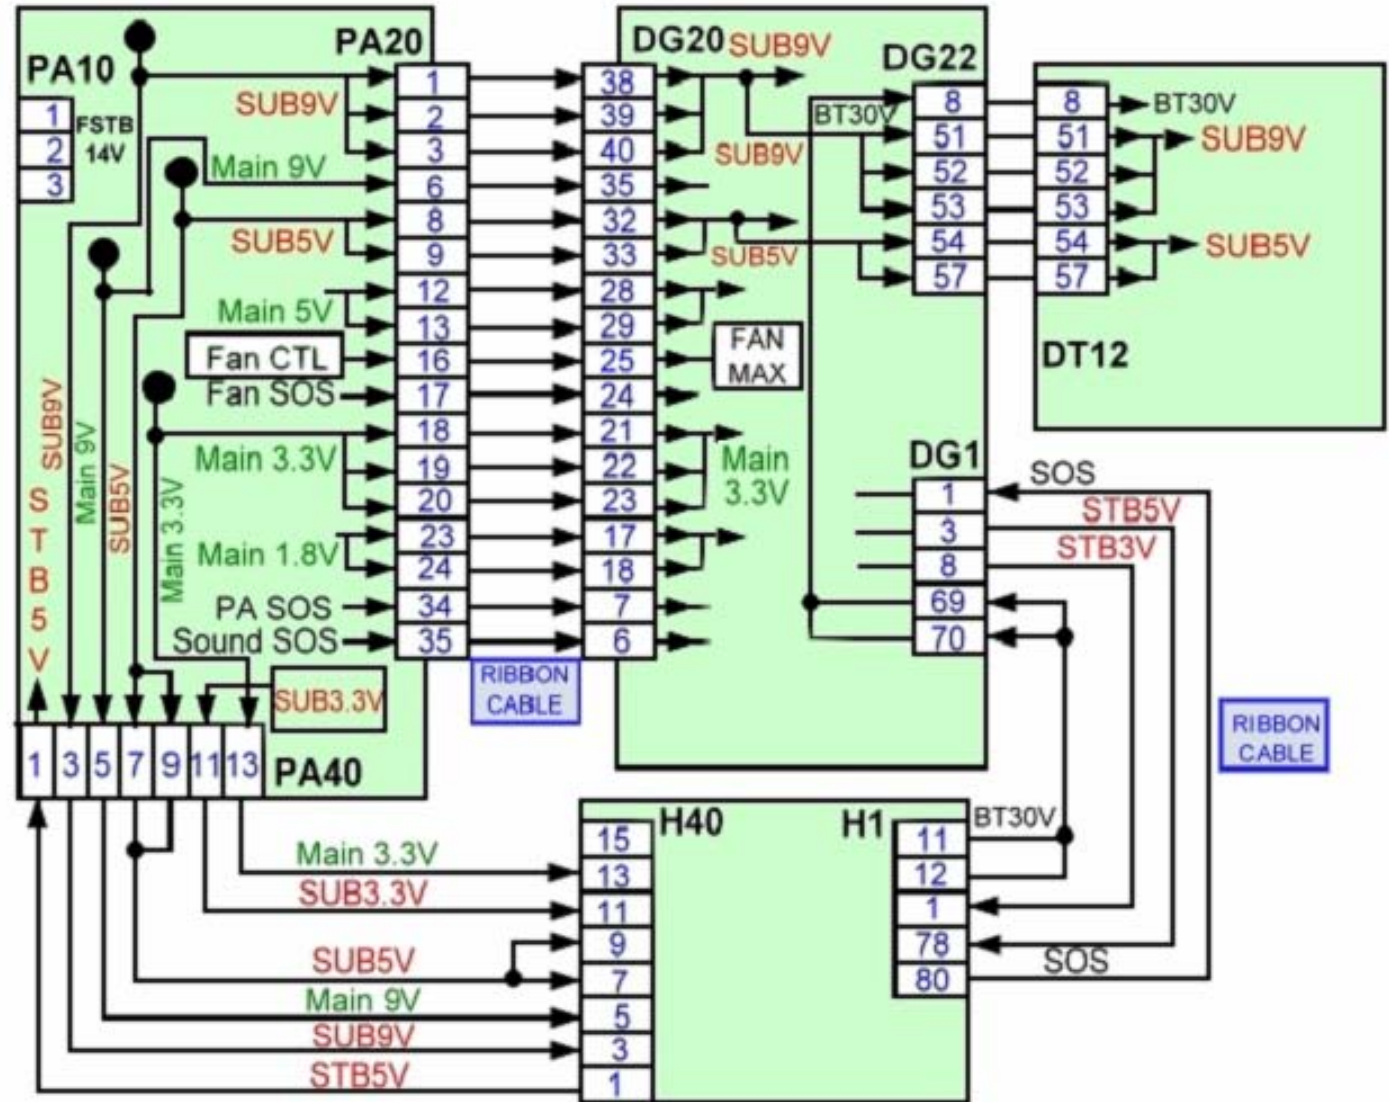 PA10
1
2
3
FSTB
14V
SUB9V
Main 9V
SUB5V
Main 5V
Fan CTL
Fan SOS
Main 3.3V
Main 1.8V
PA SOS
Sound SOS
PA20
1
2
3
6
8
9
12
13
16
17
18
19
20
23
24
34
35
RIBBON
CABLE
DG20
38
39
40
35
32
33
28
29
25
24
21
22
23
17
18
7
6
SUB9V
SUB9V
BT30V
SUB5V
FAN
MAX
Main
3.3V
DG22
8
51
52
53
54
57
8
51
52
53
54
57
BT30V
SUB9V
SUB5V
DT12
DG1
1
3
8
69
70
SOS
STB5V
STB3V
RIBBON
CABLE
STB5V
SUB9V
Main 9V
SUB5V
Main 3.3V
SUB3.3V
1
3
5
7
9
11
13
PA40
Main 3.3V
SUB3.3V
SUB5V
Main 9V
SUB9V
STB5V
H40
15
13
11
9
7
5
3
1
H1
11
12
1
78
80
BT30V
SOS